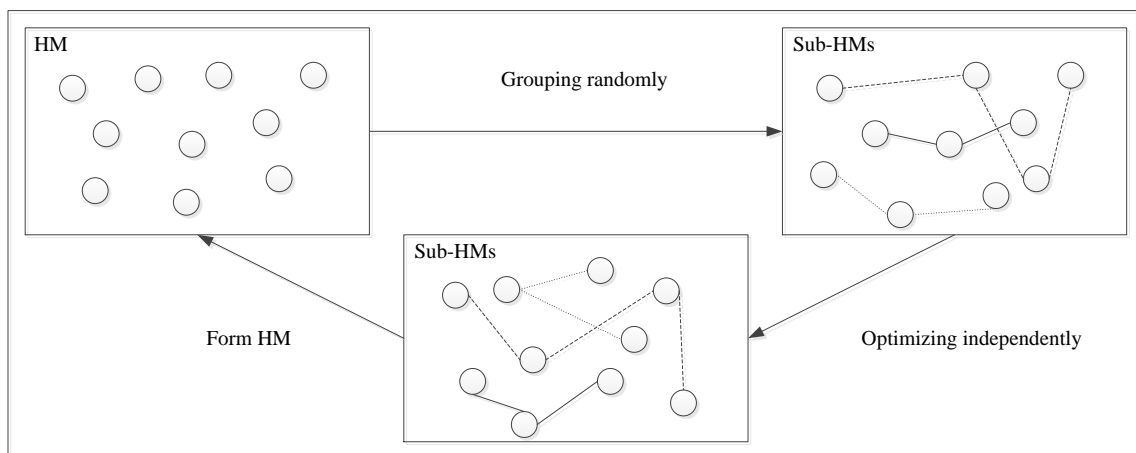 HM
Grouping randomly
Sub-HMs
Sub-HMs
Form HM
Optimizing independently